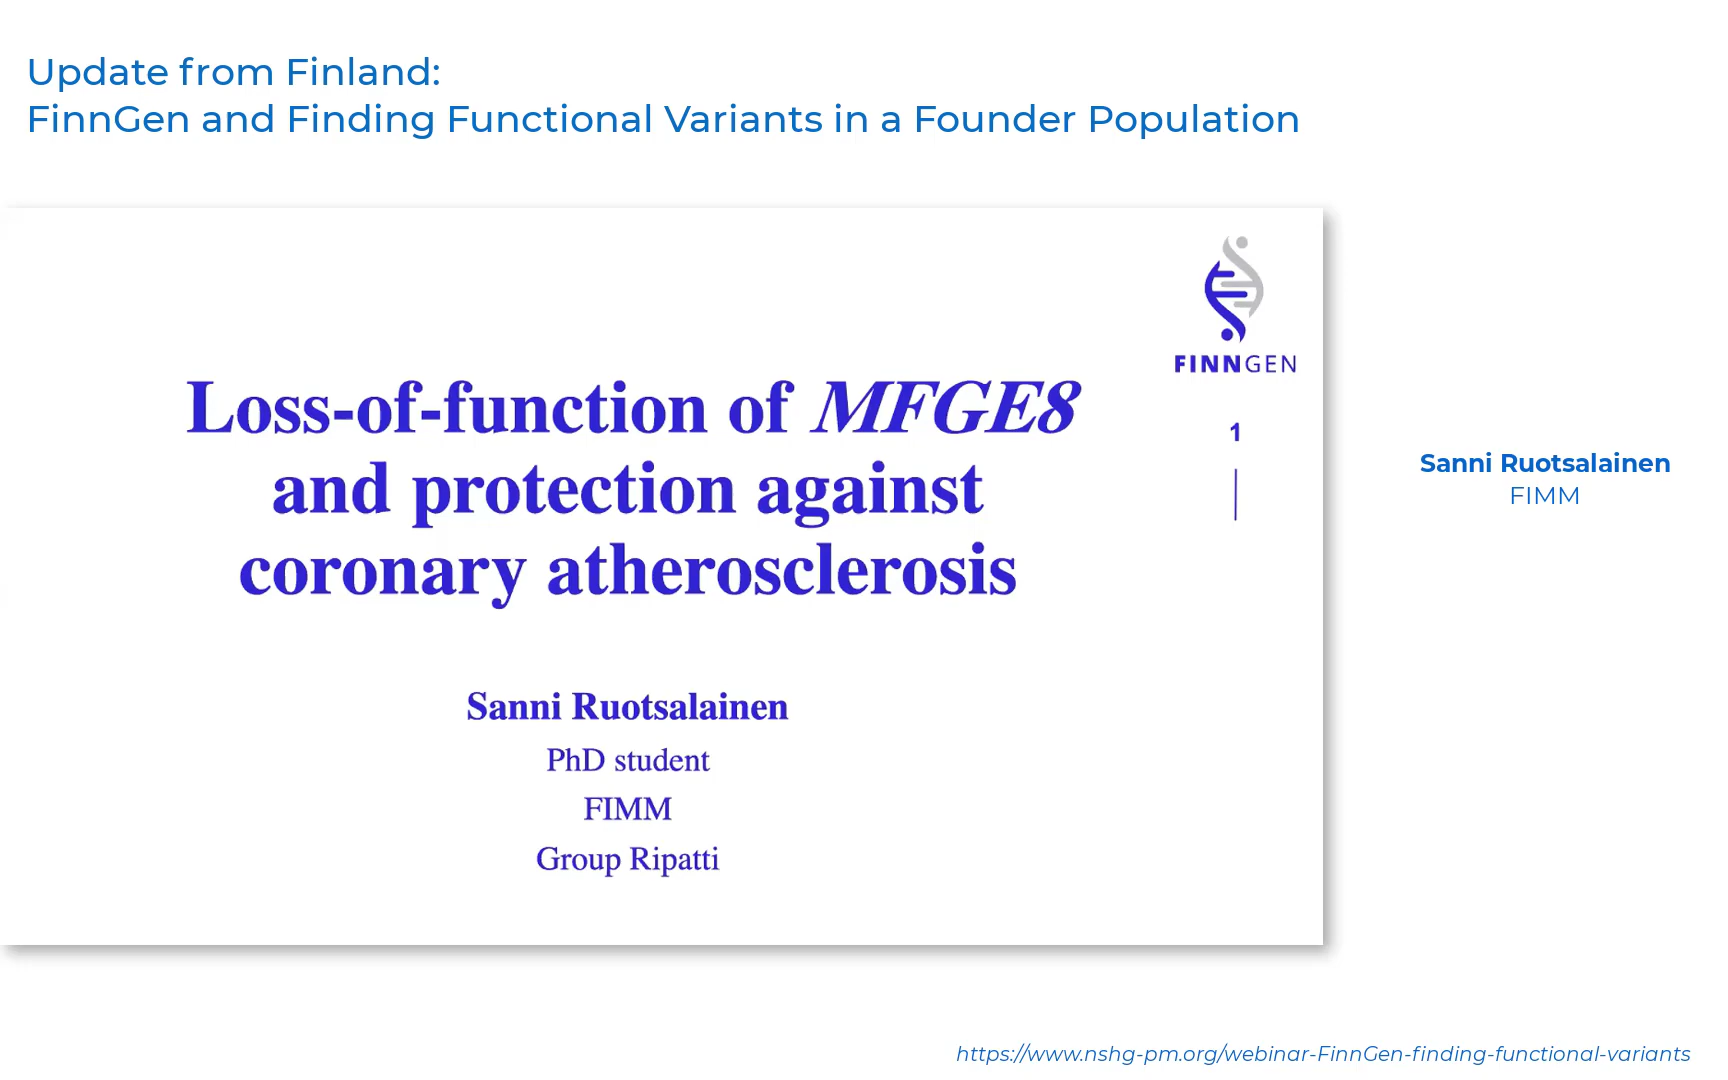 Update from Finland:
FinnGen and Finding Functional Variants in a Founder Population
FINNGEN
Loss-of-function of MFGE8
and protection against
coronary atherosclerosis
1
Sanni Ruotsalainen
PhD student
FIMM
Group Ripatti
Sanni Ruotsalainen
FIMM
https://www.nshg-pm.org/webinar-FinnGen-finding-functional-variants